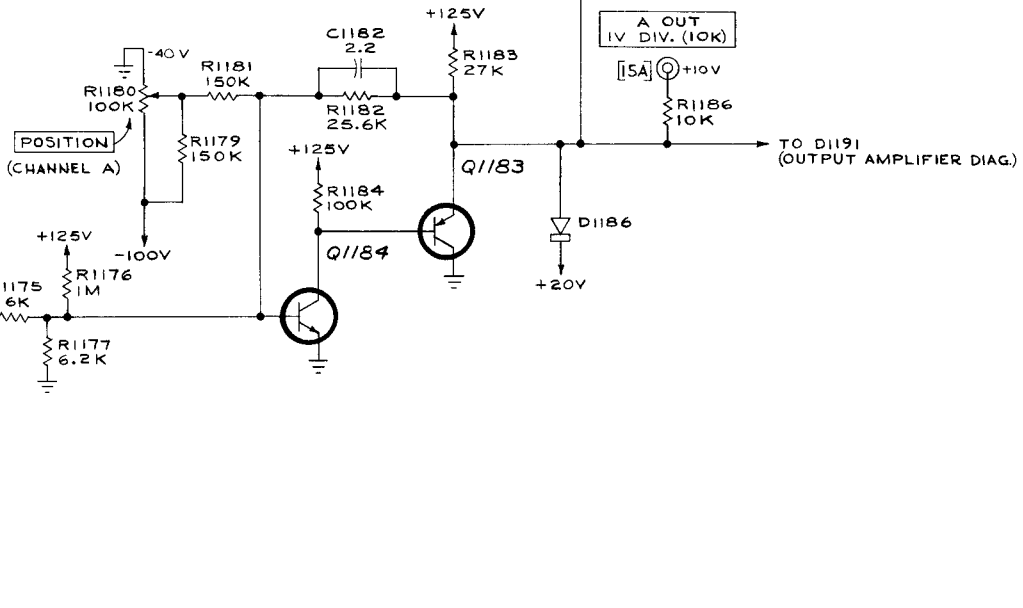 +125V
A OUT
1V DIV. (10K)
C1182
2.2
-40V
R1181
150K
R1183
27K
[15A] +10V
R1180
100K
R1182
25.6K
R1186
10K
POSITION
(CHANNEL A)
R1179
150K
+125V
TO D1191
(OUTPUT AMPLIFIER DIAG.)
Q1183
R1184
100K
D1186
+125V
-100V
Q1184
R1176
1M
+20V
1175
6K
R1177
6.2K